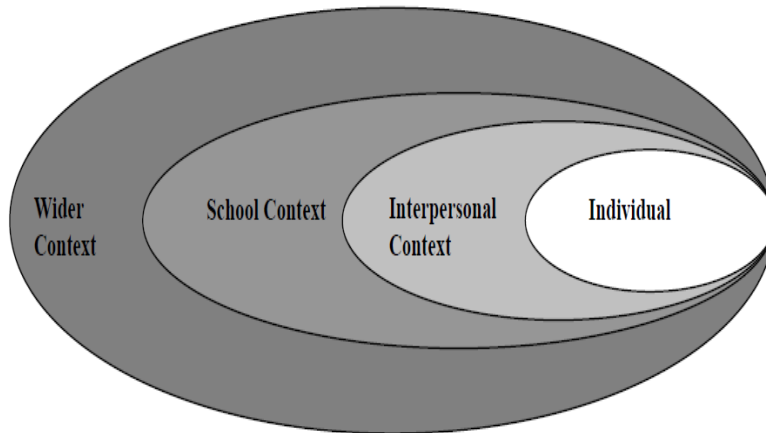 Wider
Context
School Context
Interpersonal
Context
Individual